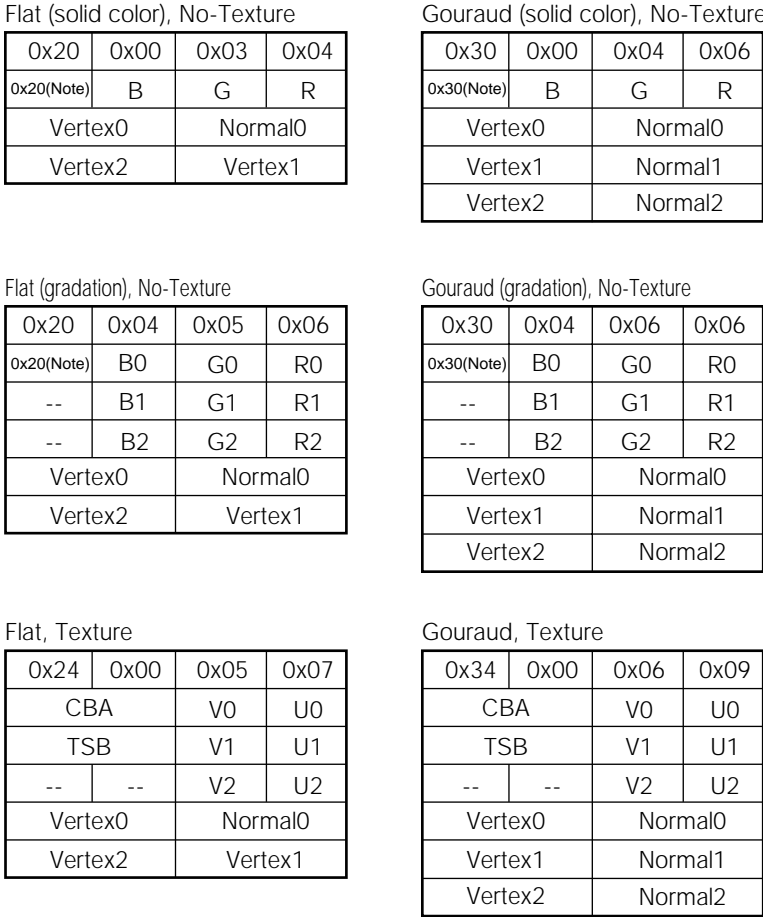 Flat (solid color), No-Texture
0x20 0x00 0x03 0x04
0x20(Note) B G R
Vertex0 Normal0
Vertex2 Vertex1
Gouraud (solid color), No-Texture
0x30 0x00 0x04 0x06
0x30(Note) B G R
Vertex0 Normal0
Vertex1 Normal1
Vertex2 Normal2
Flat (gradation), No-Texture
0x20 0x04 0x05 0x06
0x20(Note) B0 G0 R0
-- B1 G1 R1
-- B2 G2 R2
Vertex0 Normal0
Vertex2 Vertex1
Gouraud (gradation), No-Texture
0x30 0x04 0x06 0x06
0x30(Note) B0 G0 R0
-- B1 G1 R1
-- B2 G2 R2
Vertex0 Normal0
Vertex1 Normal1
Vertex2 Normal2
Flat, Texture
0x24 0x00 0x05 0x07
CBA V0 U0
TSB V1 U1
-- -- V2 U2
Vertex0 Normal0
Vertex2 Vertex1
Gouraud, Texture
0x34 0x00 0x06 0x09
CBA V0 U0
TSB V1 U1
-- -- V2 U2
Vertex0 Normal0
Vertex1 Normal1
Vertex2 Normal2